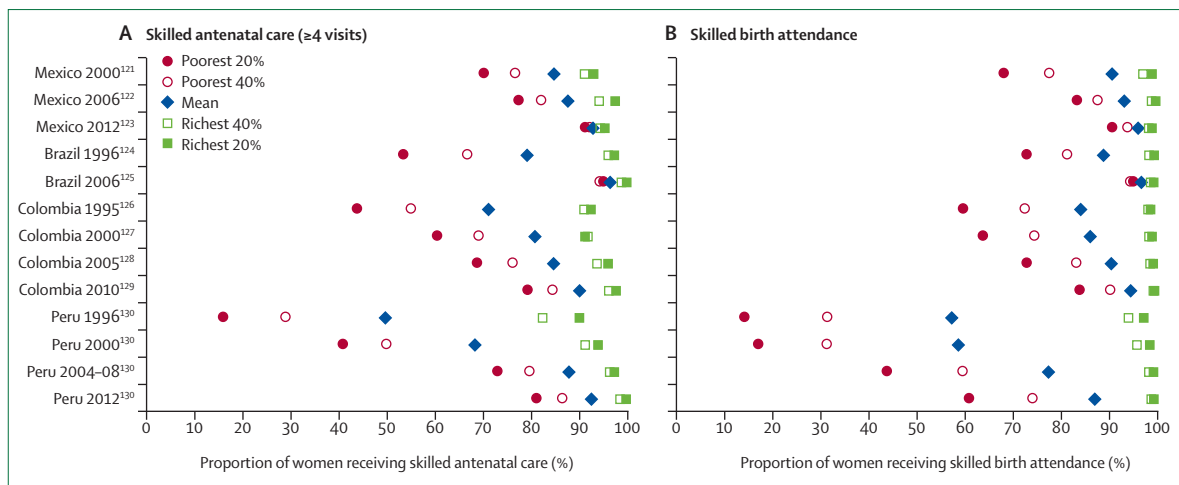 A Skilled antenatal care (≥4 visits)
B Skilled birth attendance
Poorest 20%
Poorest 40%
Mean
Richest 40%
Richest 20%
Mexico 2000¹²¹
Mexico 2006¹²²
Mexico 2012¹²³
Brazil 1996¹²⁴
Brazil 2006¹²⁵
Colombia 1995¹²⁶
Colombia 2000¹²⁷
Colombia 2005¹²⁸
Colombia 2010¹²⁹
Peru 1996¹³⁰
Peru 2000¹³⁰
Peru 2004–08¹³⁰
Peru 2012¹³⁰
0 10 20 30 40 50 60 70 80 90 100
Proportion of women receiving skilled antenatal care (%)
0 10 20 30 40 50 60 70 80 90 100
Proportion of women receiving skilled birth attendance (%)